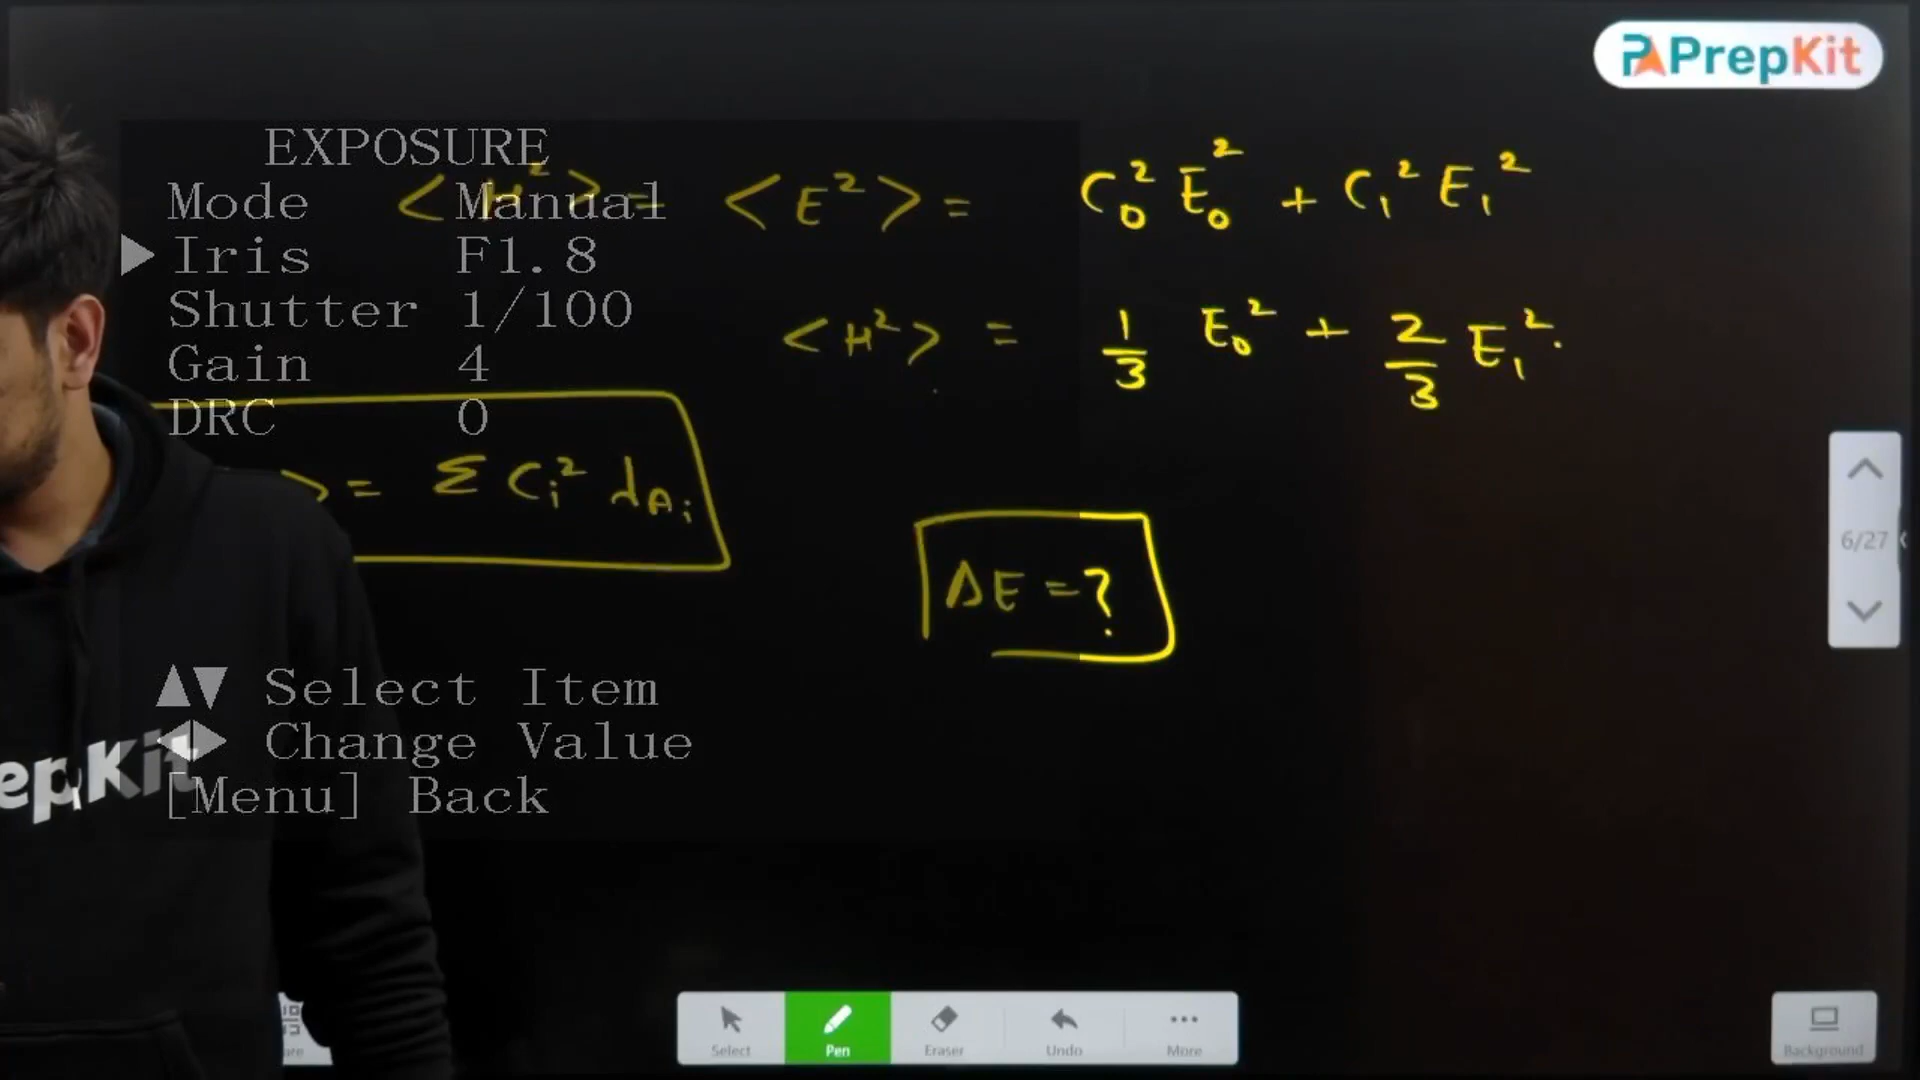 PrepKit
EXPOSURE
Mode Manual
Iris F1.8
Shutter 1/100
Gain 4
DRC 0
<H²> = <E²> = C₀² E₀² + C₁² E₁²
<H²> = 1/3 E₀² + 2/3 E₁²
> = Σ Cᵢ² λAᵢ
ΔE = ?
6/27
Select Item
Change Value
[Menu] Back
epKit
Select
Pen
Eraser
Undo
More
Background